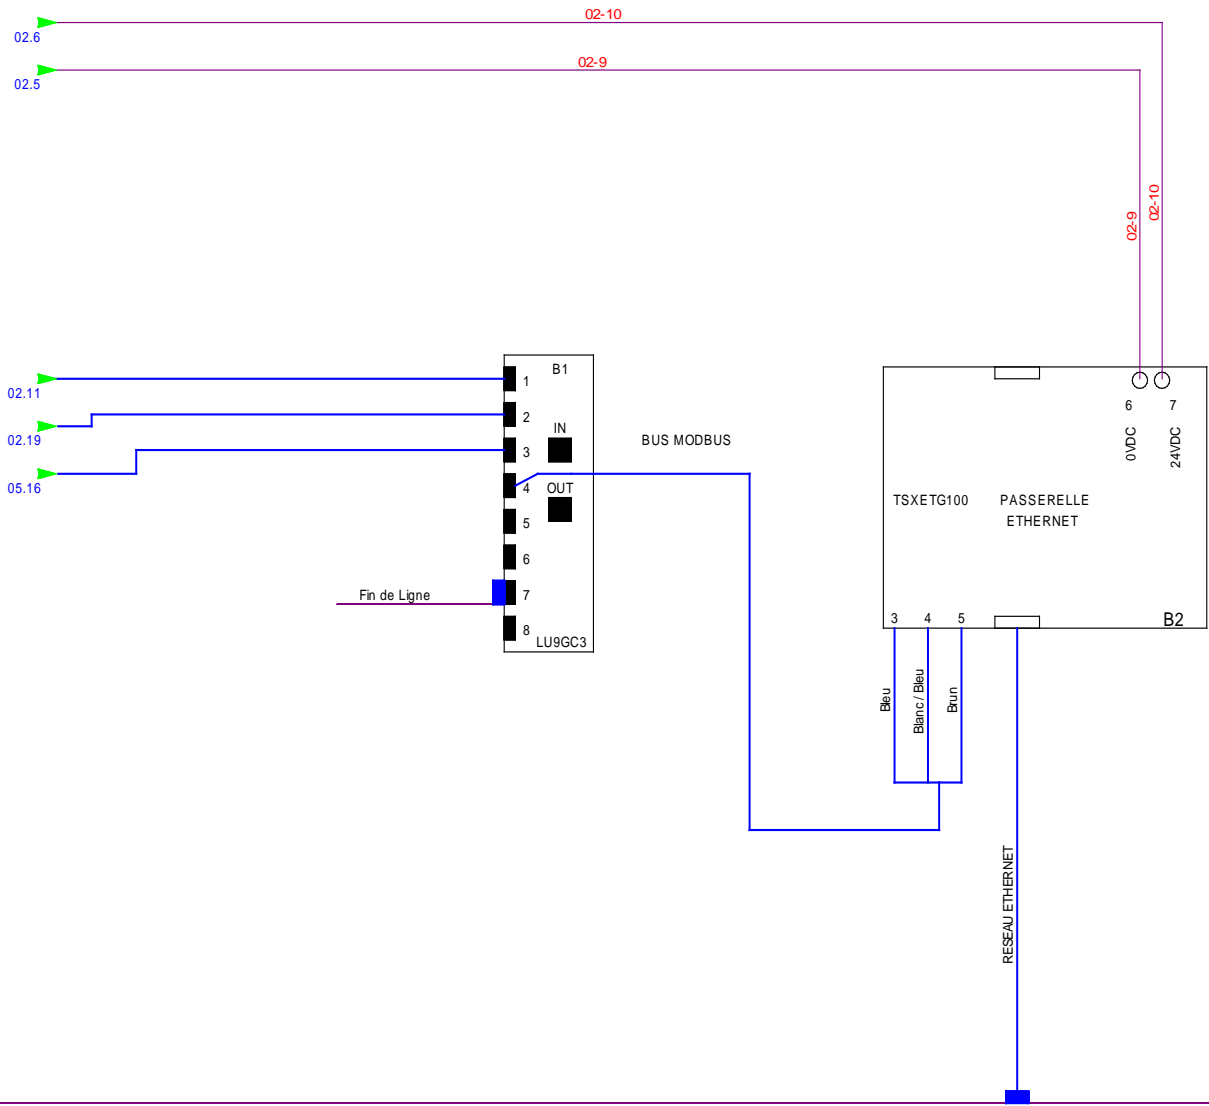 02-10
02.6
02-9
02.5
02-9
02-10
02.11
02.19
05.16
B1
1
2
IN
3
4
OUT
5
6
7
8
LU9GC3
Fin de Ligne
BUS MODBUS
6
7
0VDC
24VDC
TSXETG100
PASSERELLE
ETHERNET
3
4
5
B2
Bleu
Blanc / Bleu
Brun
RESEAU ETHERNET